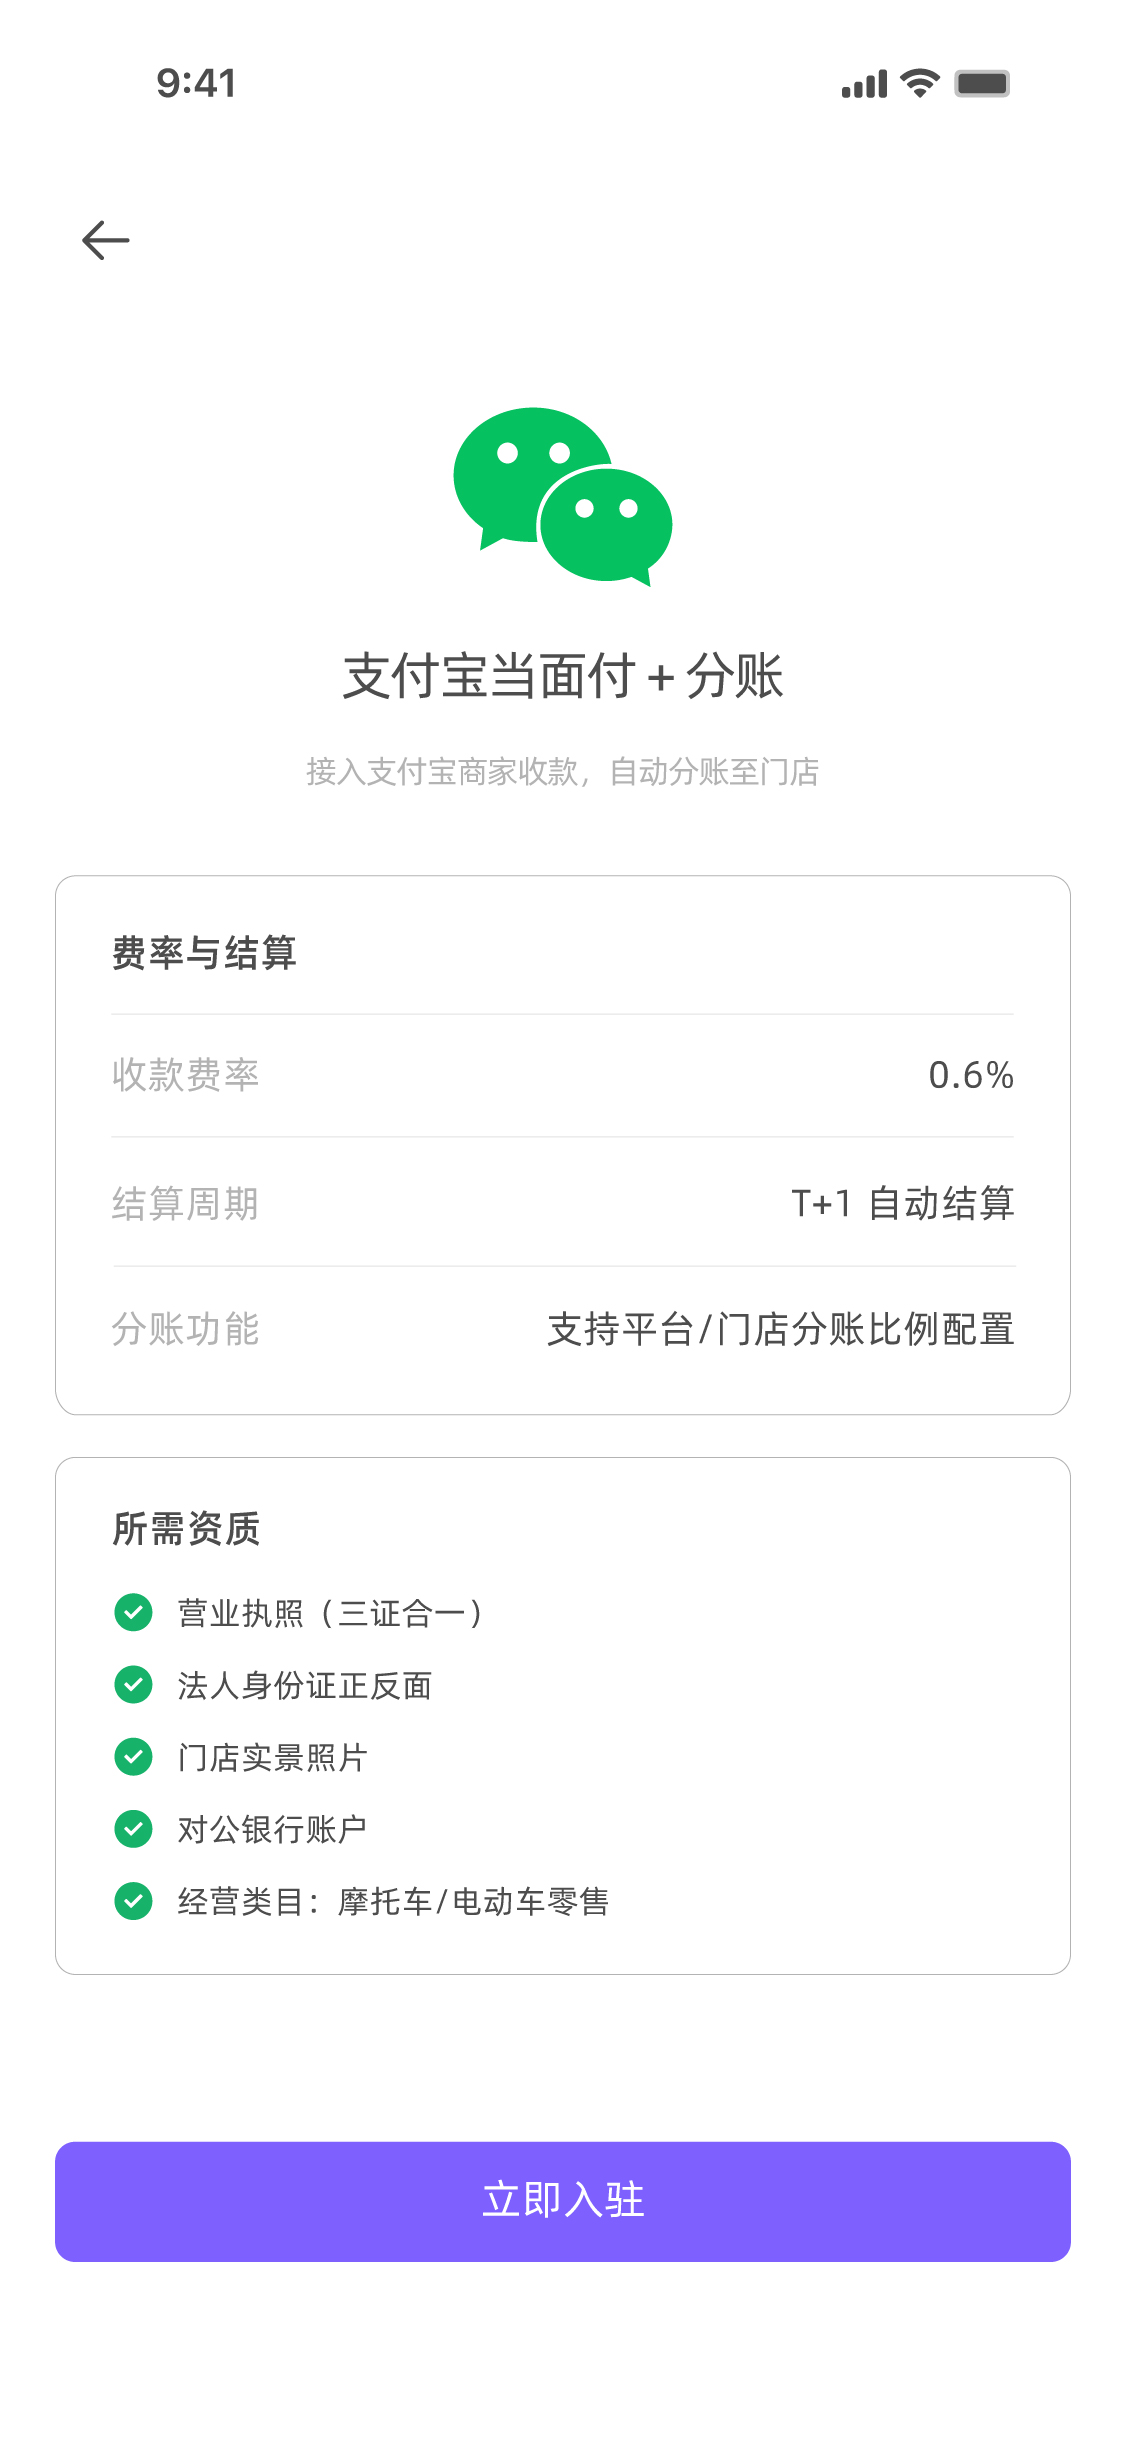 9:41
支付宝当面付 + 分账
接入支付宝商家收款，自动分账至门店
费率与结算
收款费率 0.6%
结算周期 T+1 自动结算
分账功能 支持平台/门店分账比例配置
所需资质
营业执照（三证合一）
法人身份证正反面
门店实景照片
对公银行账户
经营类目：摩托车/电动车零售
立即入驻